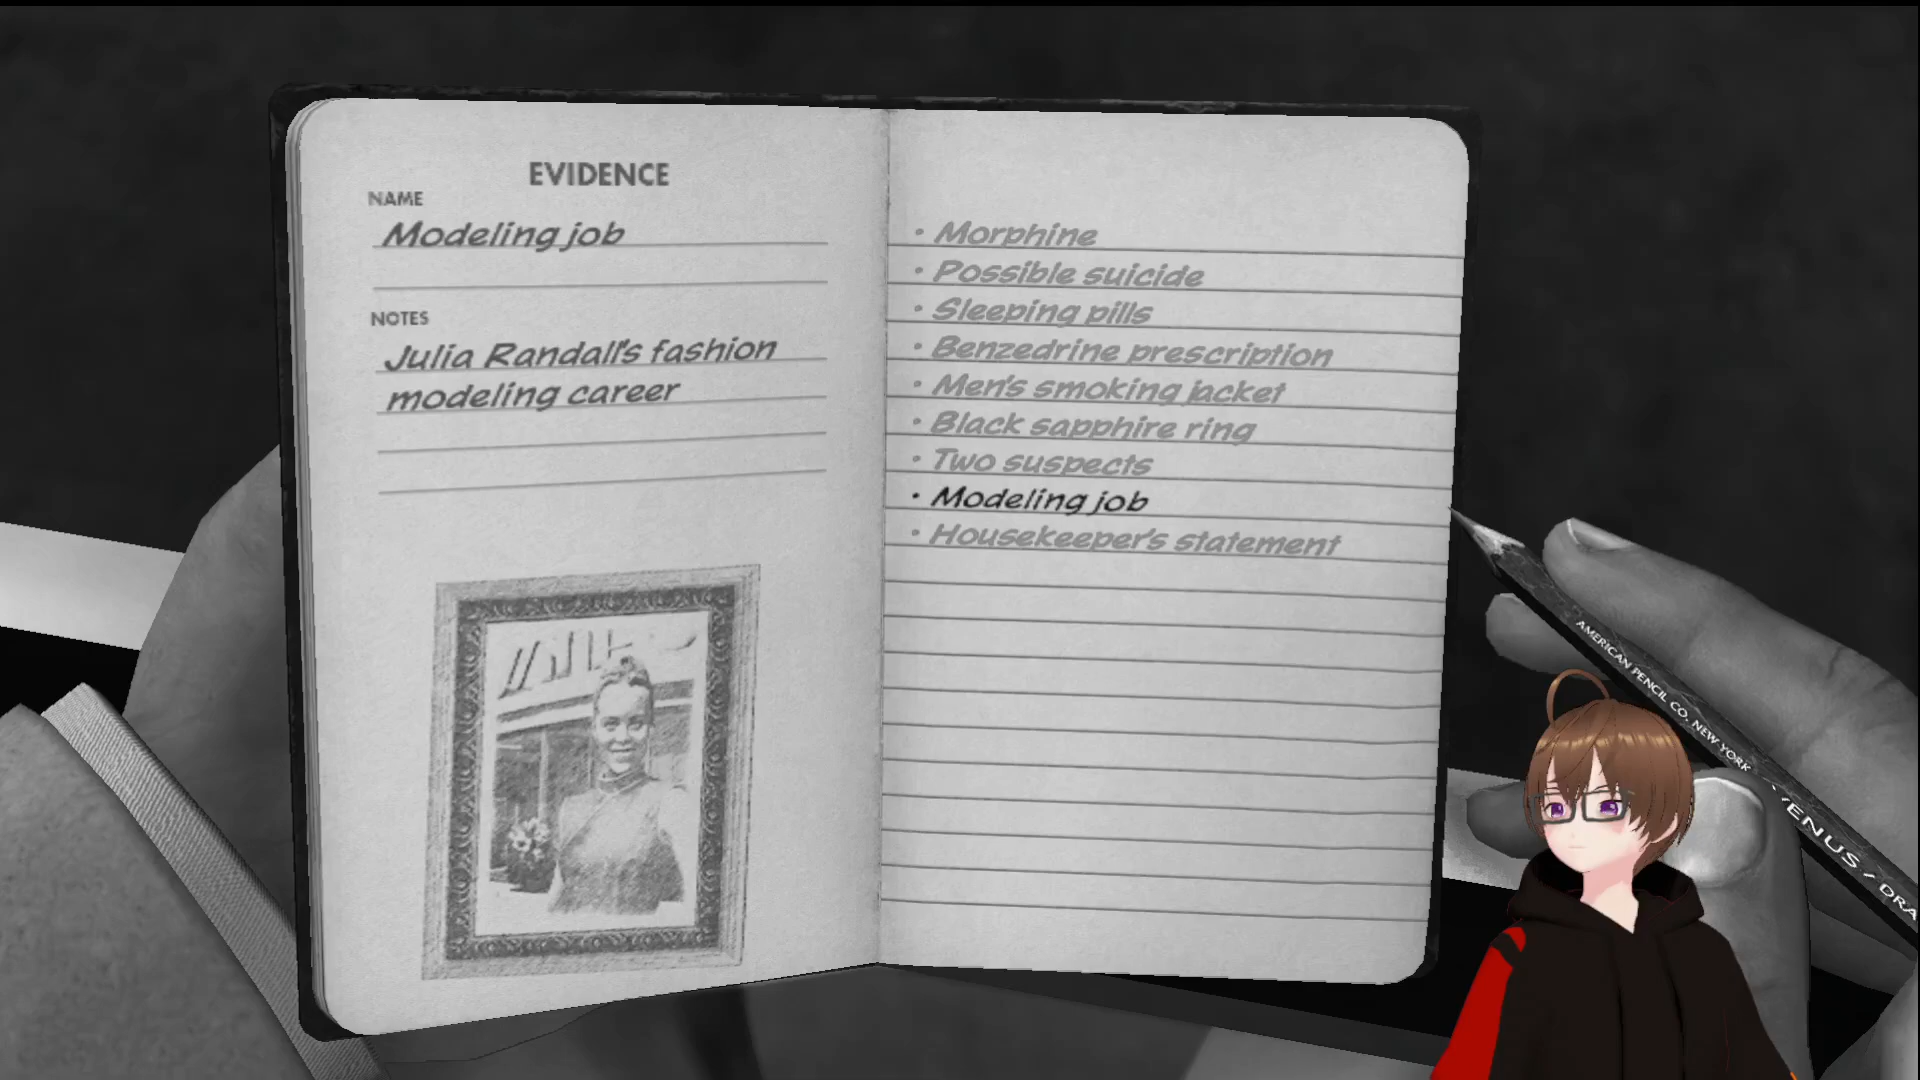 EVIDENCE
NAME
Modeling job
NOTES
Julia Randall's fashion
modeling career
• Morphine
• Possible suicide
• Sleeping pills
• Benzedrine prescription
• Men's smoking jacket
• Black sapphire ring
• Two suspects
• Modeling job
• Housekeeper's statement
AMERICAN PENCIL CO. NEW YORK
VENUS / DRA